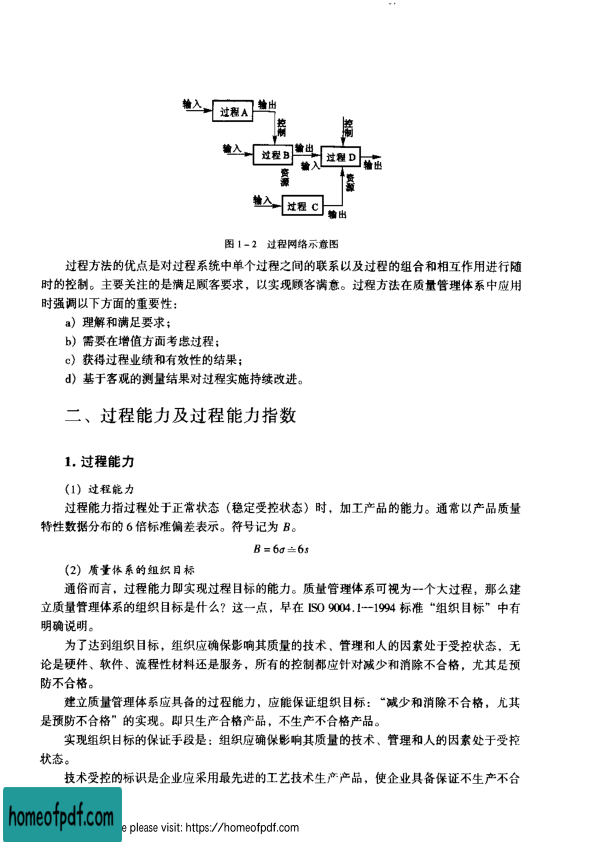 输入
过程A
输出
控制
控制
输入
过程B
输出
输入
过程D
输出
资源
资源
输入
过程 C
输出
图 1-2 过程网络示意图
过程方法的优点是对过程系统中单个过程之间的联系以及过程的组合和相互作用进行随
时的控制。主要关注的是满足顾客要求，以实现顾客满意。过程方法在质量管理体系中应用
时强调以下方面的重要性：
a）理解和满足要求；
b）需要在增值方面考虑过程；
c）获得过程业绩和有效性的结果；
d）基于客观的测量结果对过程实施持续改进。
二、过程能力及过程能力指数
1. 过程能力
（1）过程能力
过程能力指过程处于正常状态（稳定受控状态）时，加工产品的能力。通常以产品质量
特性数据分布的 6 倍标准偏差表示。符号记为 B。
B = 6σ ≐ 6s
（2）质量体系的组织目标
通俗而言，过程能力即实现过程目标的能力。质量管理体系可视为一个大过程，那么建
立质量管理体系的组织目标是什么？这一点，早在 ISO 9004.1—1994 标准“组织目标”中有
明确说明。
为了达到组织目标，组织应确保影响其质量的技术、管理和人的因素处于受控状态，无
论是硬件、软件、流程性材料还是服务，所有的控制都应针对减少和消除不合格，尤其是预
防不合格。
建立质量管理体系应具备的过程能力，应能保证组织目标：“减少和消除不合格，尤其
是预防不合格”的实现。即只生产合格产品，不生产不合格产品。
实现组织目标的保证手段是：组织应确保影响其质量的技术、管理和人的因素处于受控
状态。
技术受控的标识是企业应采用最先进的工艺技术生产产品，使企业具备保证不生产不合
homeofpdf.com
e please visit: https://homeofpdf.com